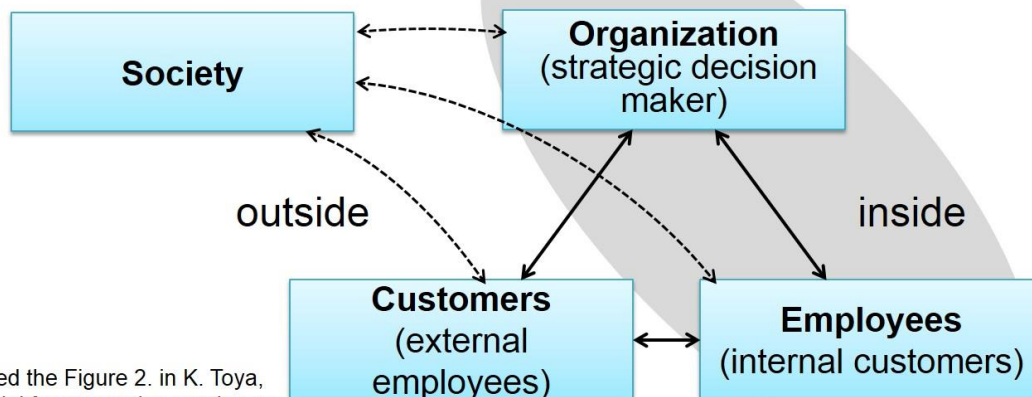 Society
Organization
(strategic decision
maker)
outside
inside
Customers
(external
employees)
Employees
(internal customers)
ed the Figure 2. in K. Toya,